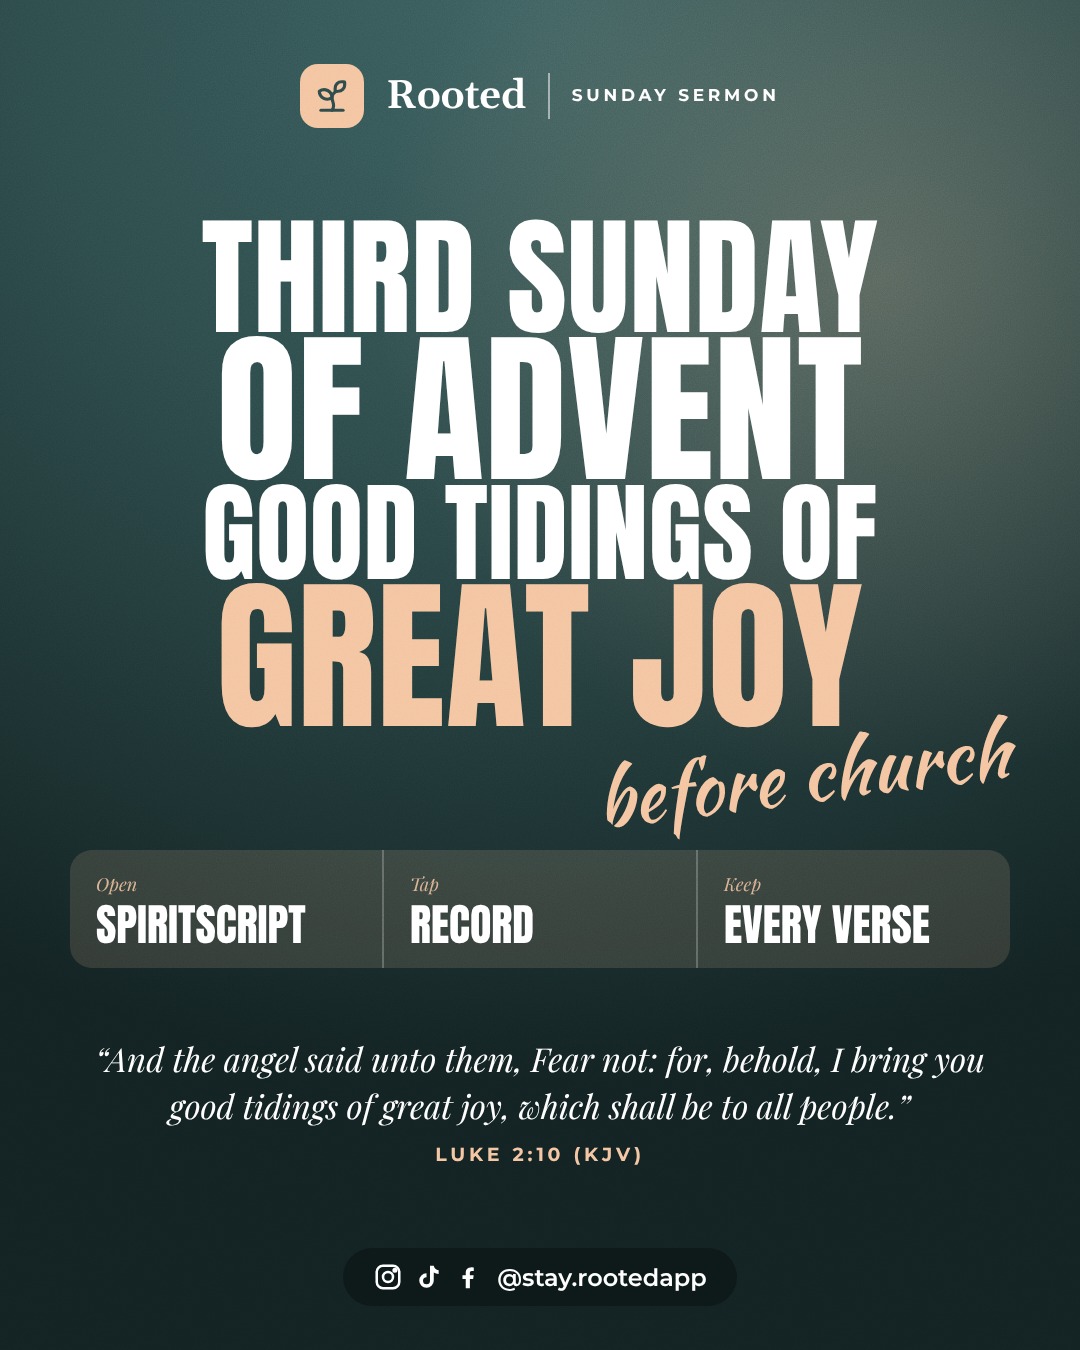 Rooted
SUNDAY SERMON
THIRD SUNDAY
OF ADVENT
GOOD TIDINGS OF
GREAT JOY
before church
Open
SPIRITSCRIPT
Tap
RECORD
Keep
EVERY VERSE
“And the angel said unto them, Fear not: for, behold, I bring you
good tidings of great joy, which shall be to all people.”
LUKE 2:10 (KJV)
@stay.rootedapp